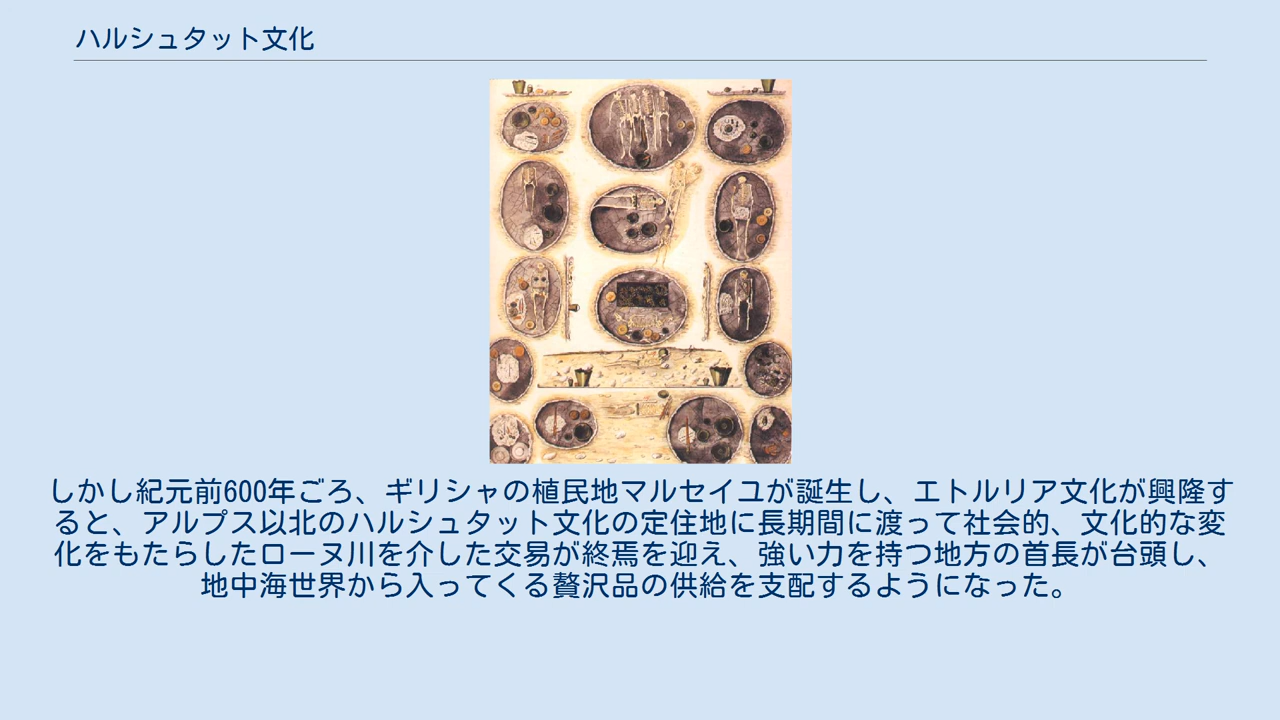 ハルシュタット文化
しかし紀元前600年ごろ、ギリシャの植民地マルセイユが誕生し、エトルリア文化が興隆す
ると、アルプス以北のハルシュタット文化の定住地に長期間に渡って社会的、文化的な変
化をもたらしたローヌ川を介した交易が終焉を迎え、強い力を持つ地方の首長が台頭し、
地中海世界から入ってくる贅沢品の供給を支配するようになった。